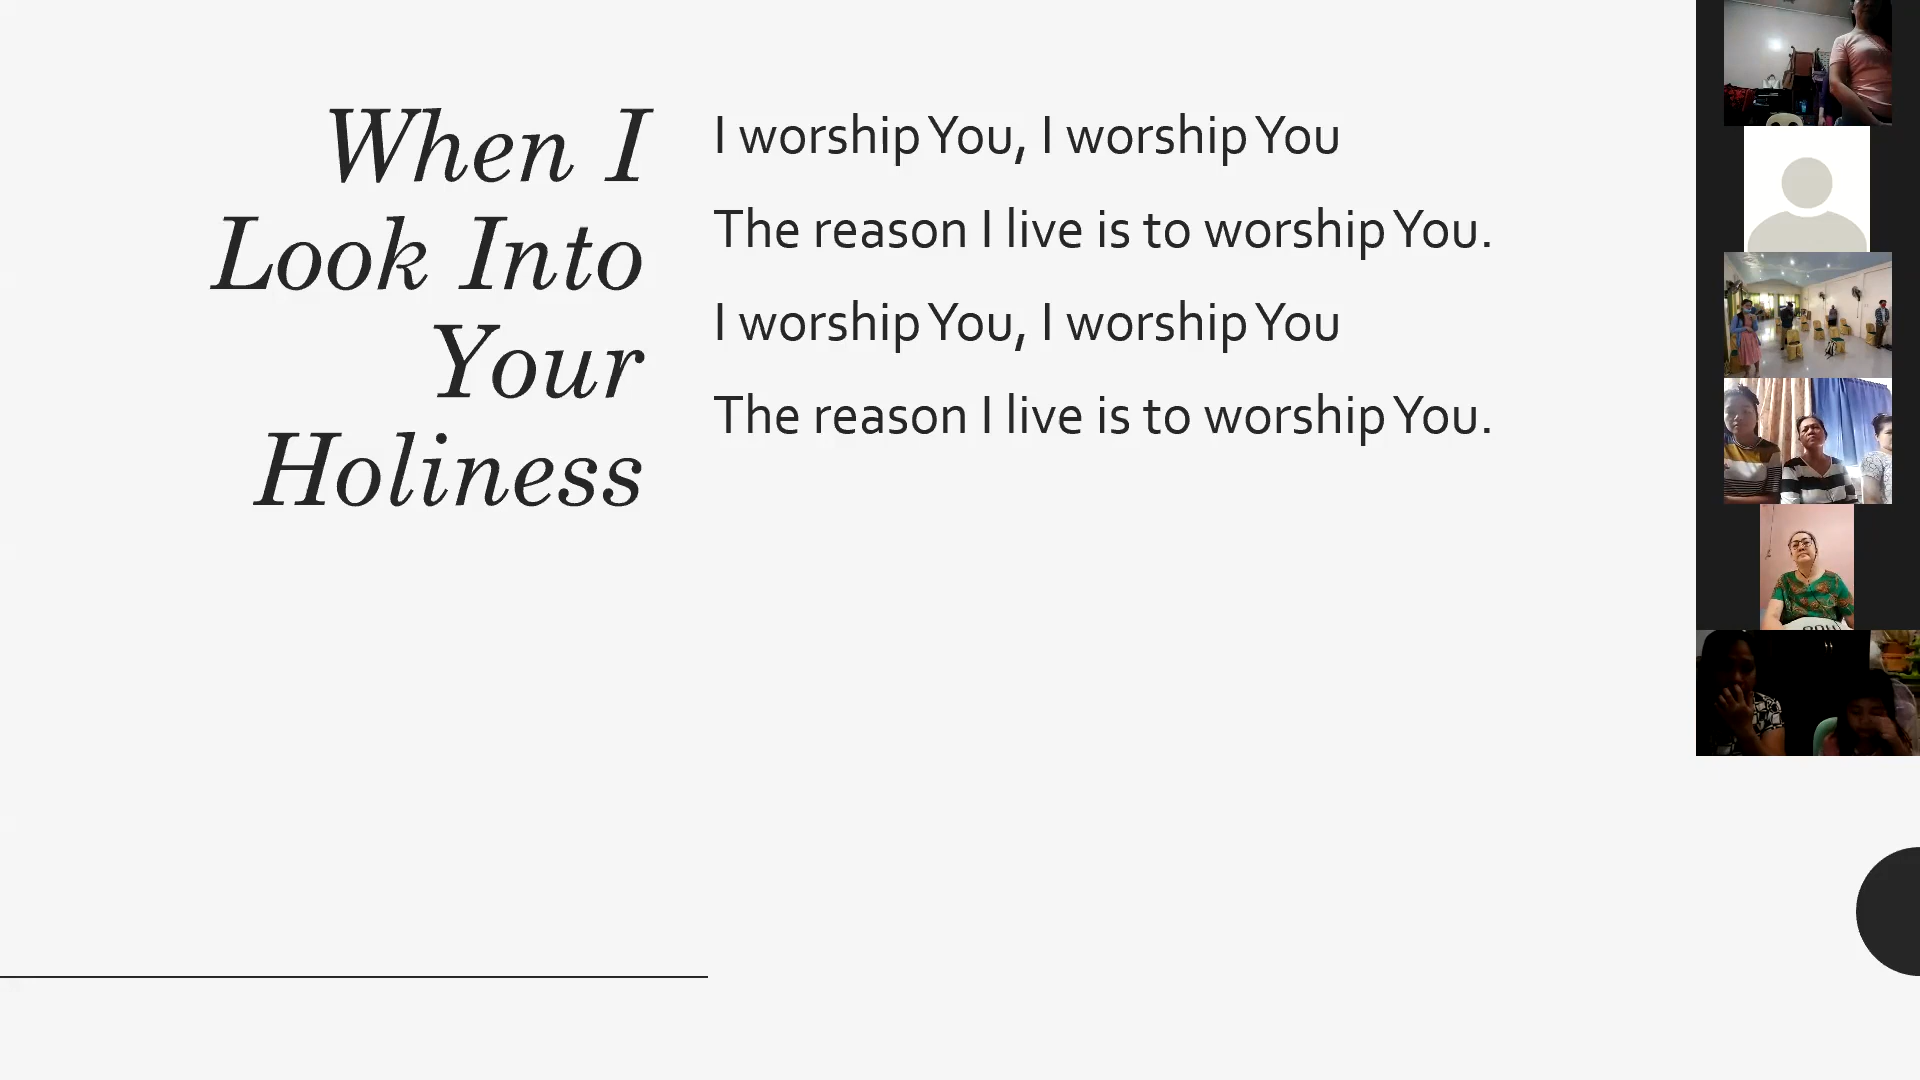 When I
Look Into
Your
Holiness
I worship You, I worship You
The reason I live is to worship You.
I worship You, I worship You
The reason I live is to worship You.